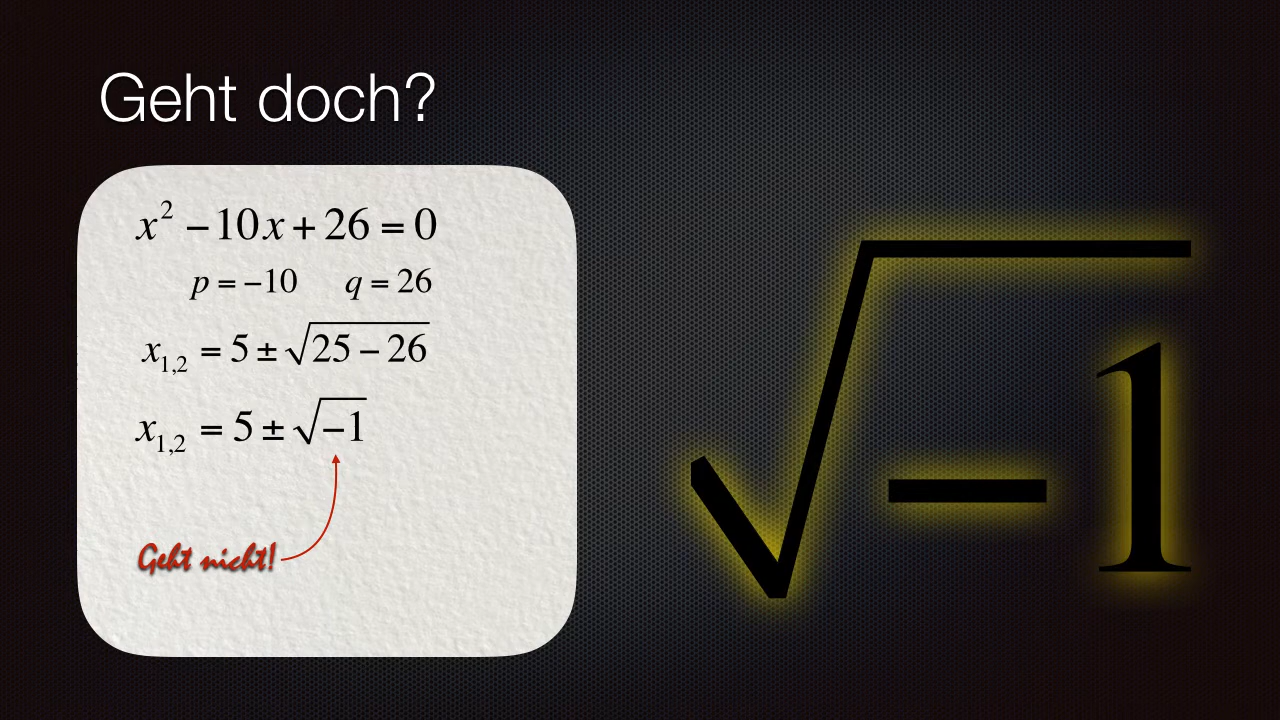 Geht doch?
x² − 10x + 26 = 0
p = −10 q = 26
x₁,₂ = 5 ± √(25 − 26)
x₁,₂ = 5 ± √−1
Geht nicht!
√−1